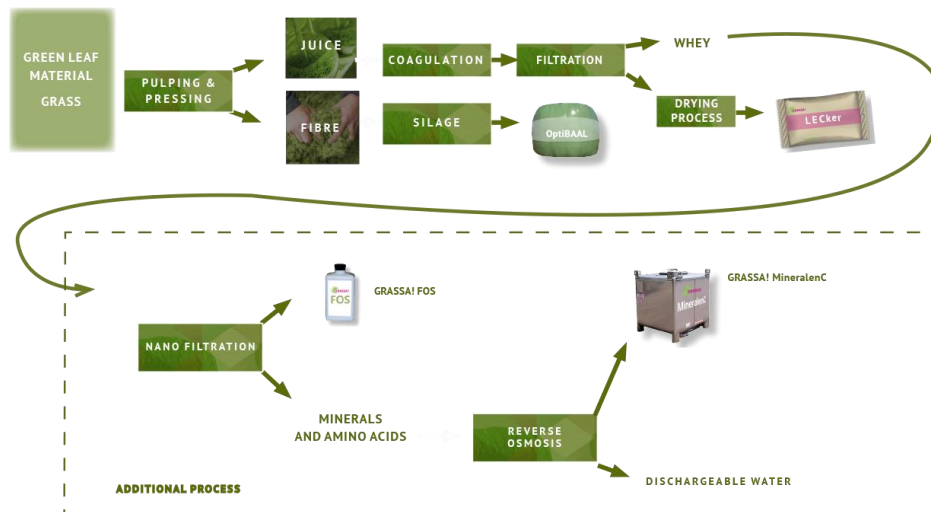 GREEN LEAF
MATERIAL
GRASS
PULPING &
PRESSING
JUICE
FIBRE
COAGULATION
FILTRATION
WHEY
SILAGE
OptiBAAL
DRYING
PROCESS
LECker
GRASSA! FOS
FOS
GRASSA! MineralenC
MineralenC
NANO FILTRATION
MINERALS
AND AMINO ACIDS
REVERSE
OSMOSIS
DISCHARGEABLE WATER
ADDITIONAL PROCESS